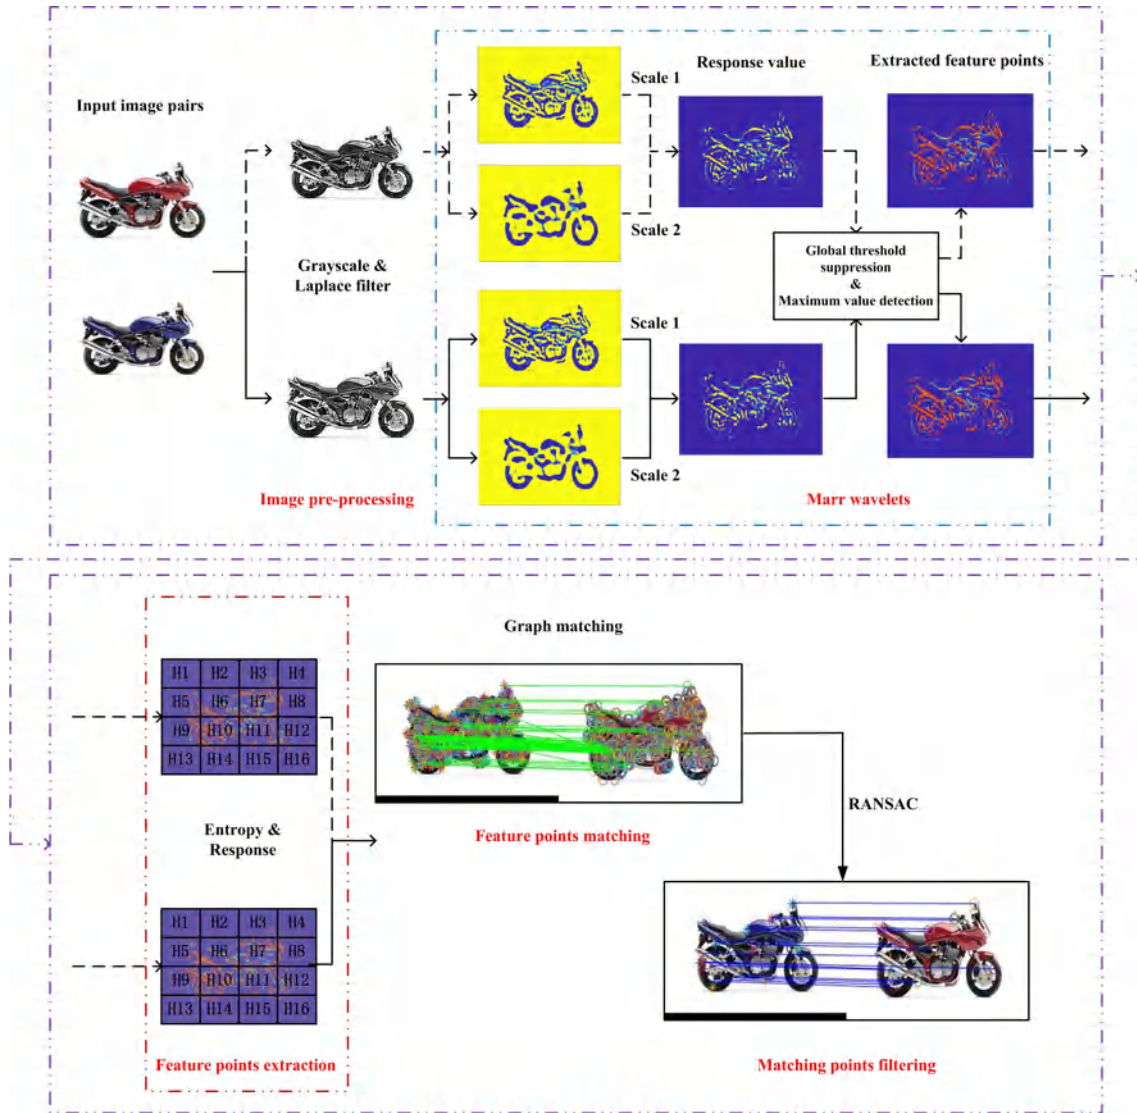 Input image pairs
Grayscale &
Laplace filter
Image pre-processing
Scale 1
Scale 2
Scale 1
Scale 2
Response value
Extracted feature points
Global threshold
suppression
&
Maximum value detection
Marr wavelets
H1 H2 H3 H4
H5 H6 H7 H8
H9 H10 H11 H12
H13 H14 H15 H16
Entropy &
Response
H1 H2 H3 H4
H5 H6 H7 H8
H9 H10 H11 H12
H13 H14 H15 H16
Feature points extraction
Graph matching
Feature points matching
RANSAC
Matching points filtering